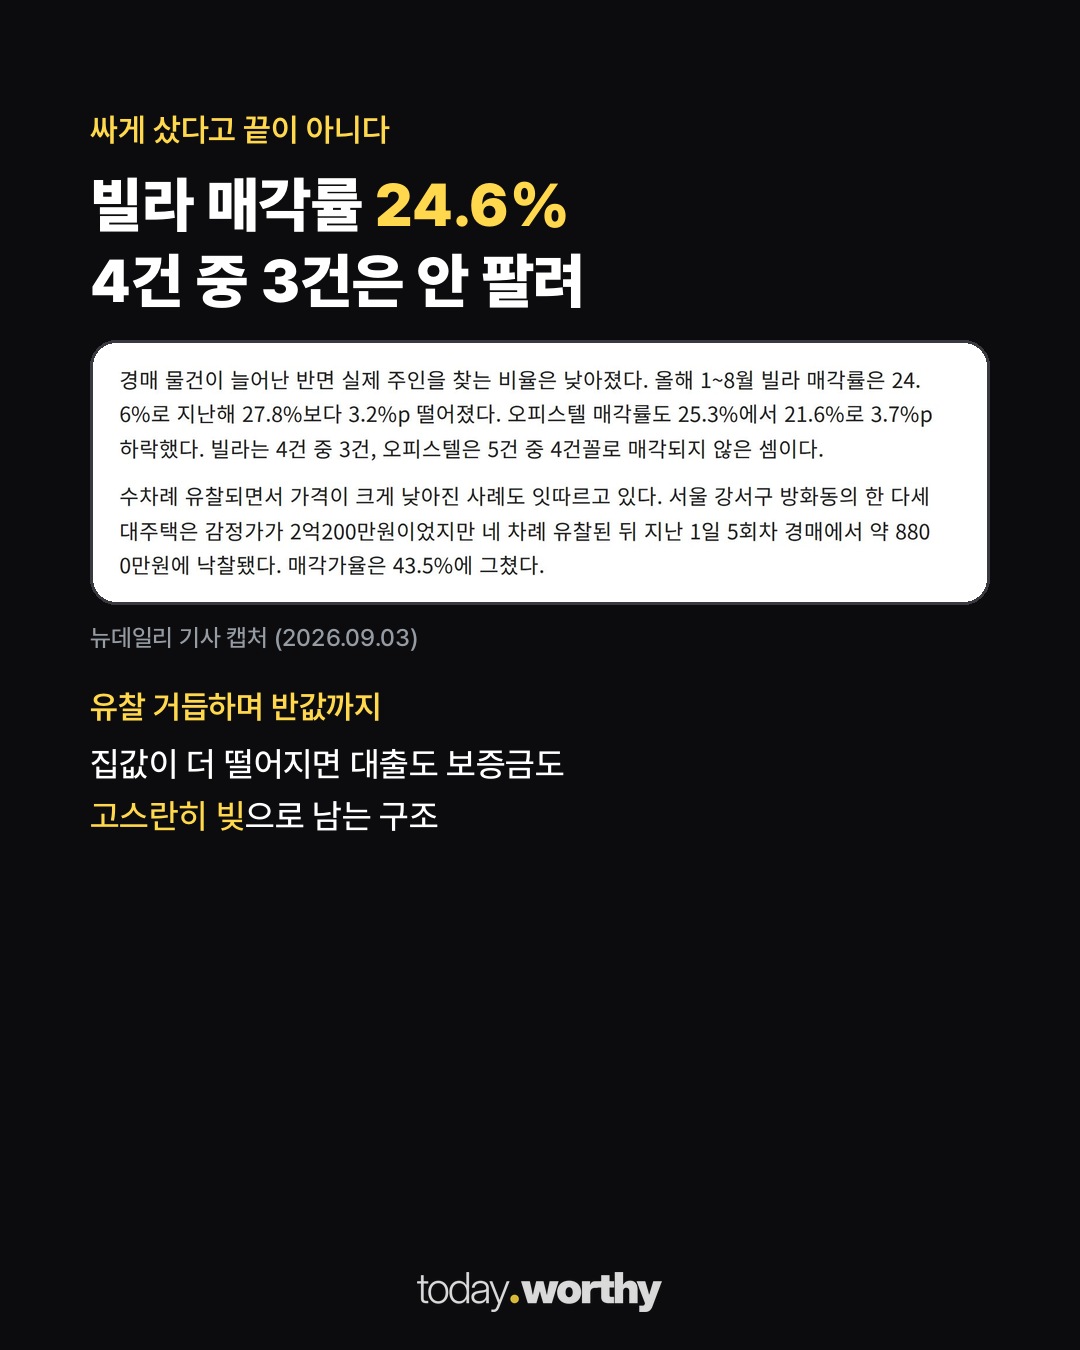 싸게 샀다고 끝이 아니다
빌라 매각률 24.6%
4건 중 3건은 안 팔려
경매 물건이 늘어난 반면 실제 주인을 찾는 비율은 낮아졌다. 올해 1~8월 빌라 매각률은 24.
6%로 지난해 27.8%보다 3.2%p 떨어졌다. 오피스텔 매각률도 25.3%에서 21.6%로 3.7%p
하락했다. 빌라는 4건 중 3건, 오피스텔은 5건 중 4건꼴로 매각되지 않은 셈이다.
수차례 유찰되면서 가격이 크게 낮아진 사례도 잇따르고 있다. 서울 강서구 방화동의 한 다세
대주택은 감정가가 2억200만원이었지만 네 차례 유찰된 뒤 지난 1일 5회차 경매에서 약 880
0만원에 낙찰됐다. 매각가율은 43.5%에 그쳤다.
뉴데일리 기사 캡처 (2026.09.03)
유찰 거듭하며 반값까지
집값이 더 떨어지면 대출도 보증금도
고스란히 빚으로 남는 구조
today.worthy